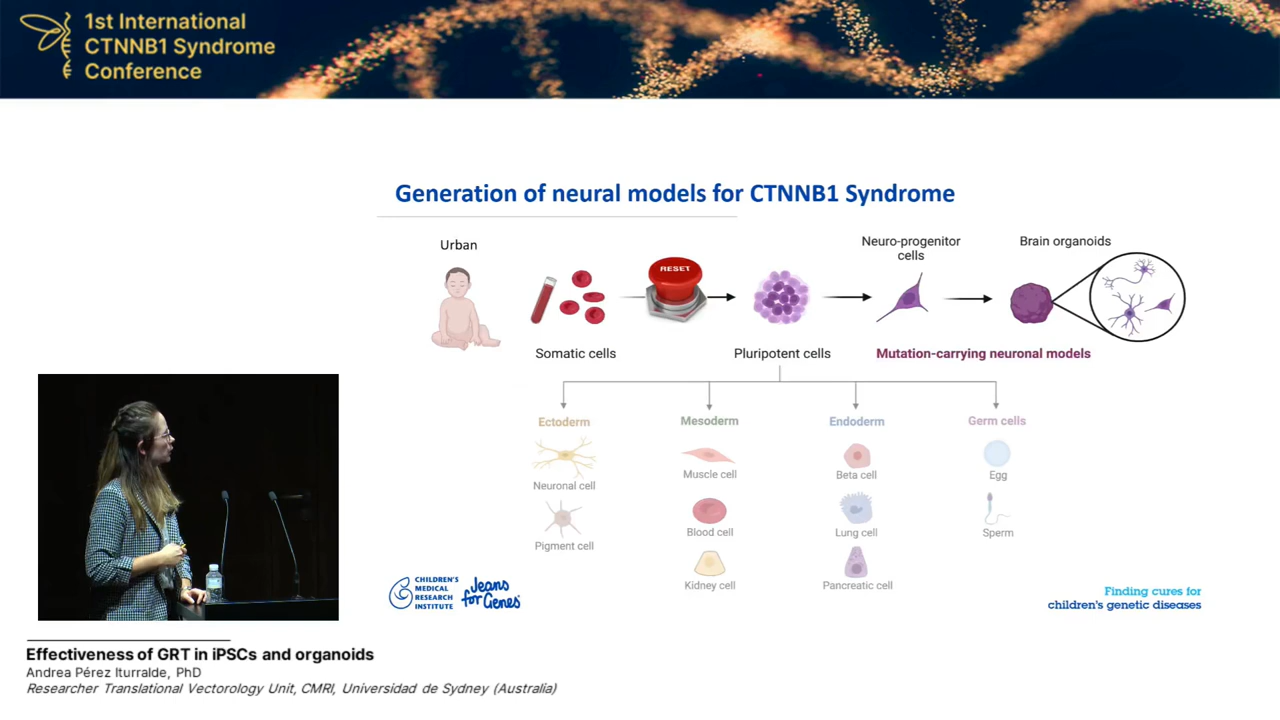 1st International
CTNNB1 Syndrome
Conference
Generation of neural models for CTNNB1 Syndrome
Urban
Neuro-progenitor
cells
Brain organoids
RESET
Somatic cells
Pluripotent cells
Mutation-carrying neuronal models
Ectoderm
Mesoderm
Endoderm
Germ cells
Neuronal cell
Muscle cell
Beta cell
Egg
Pigment cell
Blood cell
Lung cell
Sperm
Kidney cell
Pancreatic cell
CHILDREN'S
MEDICAL
RESEARCH
INSTITUTE
Jeans
for Genes
Finding cures for
children's genetic diseases
Effectiveness of GRT in iPSCs and organoids
Andrea Pérez Iturralde, PhD
Researcher Translational Vectorology Unit, CMRI, Universidad de Sydney (Australia)